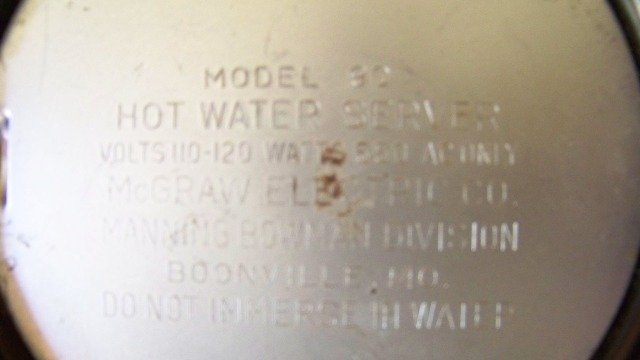 MODEL
HOT WATER SERVER
VOLTS 110-120 WATTS 550 AC ONLY
McGRAW ELECTRIC CO.
MANNING BOWMAN DIVISION
BOONVILLE, MO.
DO NOT IMMERSE IN WATER